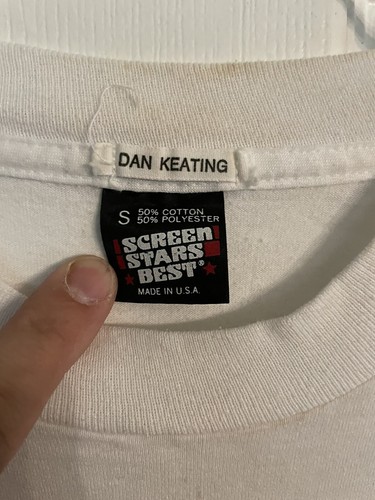 DAN KEATING
S 50% COTTON
50% POLYESTER
SCREEN
STARS
BEST®
MADE IN U.S.A.